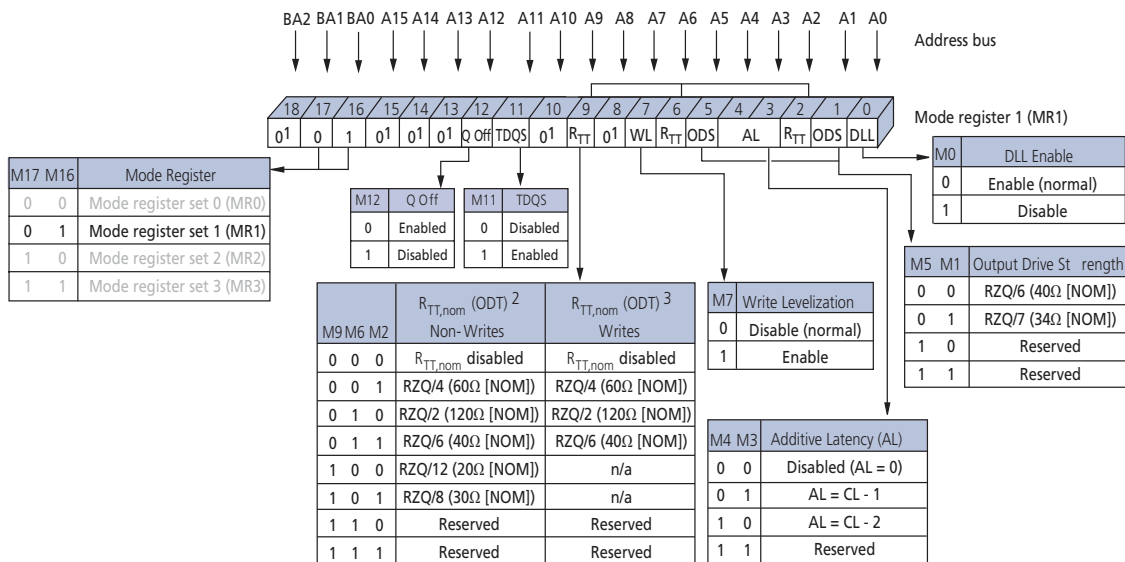 BA2 BA1 BA0 A15 A14 A13 A12 A11 A10 A9 A8 A7 A6 A5 A4 A3 A2 A1 A0
Address bus
18 17 16 15 14 13 12 11 10 9 8 7 6 5 4 3 2 1 0
0¹ 0 1 0¹ 0¹ 0¹ Q Off TDQS 0¹ RTT 0¹ WL RTT ODS AL RTT ODS DLL
Mode register 1 (MR1)
M17 M16 Mode Register
0 0 Mode register set 0 (MR0)
0 1 Mode register set 1 (MR1)
1 0 Mode register set 2 (MR2)
1 1 Mode register set 3 (MR3)
M12 Q Off
0 Enabled
1 Disabled
M11 TDQS
0 Disabled
1 Enabled
M0 DLL Enable
0 Enable (normal)
1 Disable
M5 M1 Output Drive St rength
0 0 RZQ/6 (40Ω [NOM])
0 1 RZQ/7 (34Ω [NOM])
1 0 Reserved
1 1 Reserved
M9 M6 M2 RTT,nom (ODT) 2 Non-Writes RTT,nom (ODT) 3 Writes
0 0 0 RTT,nom disabled RTT,nom disabled
0 0 1 RZQ/4 (60Ω [NOM]) RZQ/4 (60Ω [NOM])
0 1 0 RZQ/2 (120Ω [NOM]) RZQ/2 (120Ω [NOM])
0 1 1 RZQ/6 (40Ω [NOM]) RZQ/6 (40Ω [NOM])
1 0 0 RZQ/12 (20Ω [NOM]) n/a
1 0 1 RZQ/8 (30Ω [NOM]) n/a
1 1 0 Reserved Reserved
1 1 1 Reserved Reserved
M7 Write Levelization
0 Disable (normal)
1 Enable
M4 M3 Additive Latency (AL)
0 0 Disabled (AL = 0)
0 1 AL = CL - 1
1 0 AL = CL - 2
1 1 Reserved